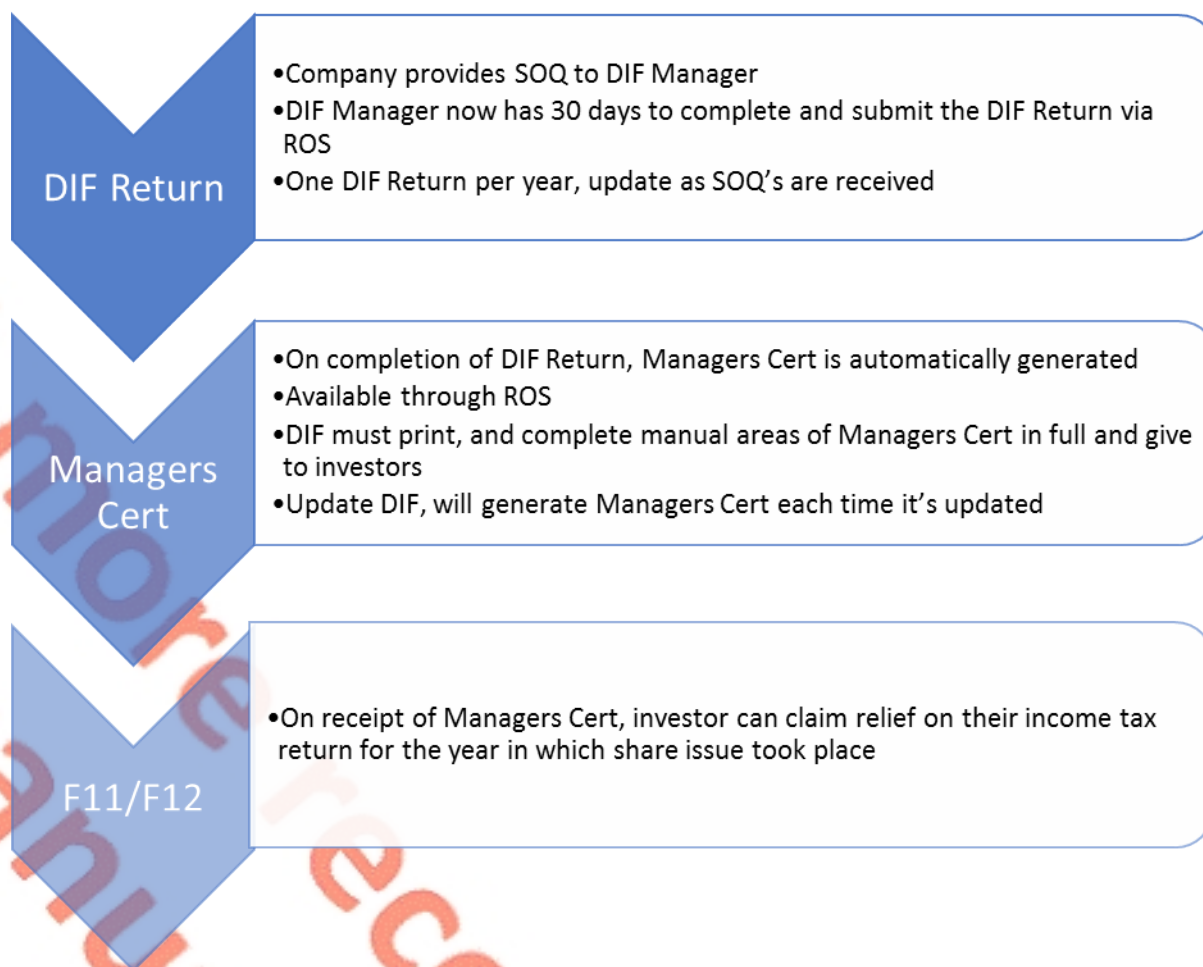 DIF Return
•Company provides SOQ to DIF Manager
•DIF Manager now has 30 days to complete and submit the DIF Return via
ROS
•One DIF Return per year, update as SOQ’s are received
Managers
Cert
•On completion of DIF Return, Managers Cert is automatically generated
•Available through ROS
•DIF must print, and complete manual areas of Managers Cert in full and give
to investors
•Update DIF, will generate Managers Cert each time it’s updated
F11/F12
•On receipt of Managers Cert, investor can claim relief on their income tax
return for the year in which share issue took place
more